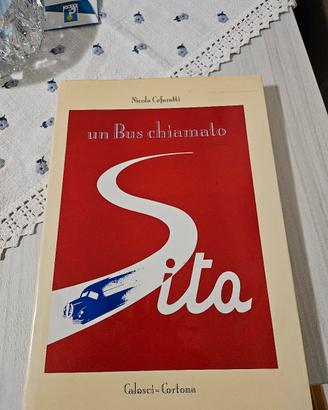 Nicola Cefaratti
un Bus chiamato
Sita
Calosci - Cortona